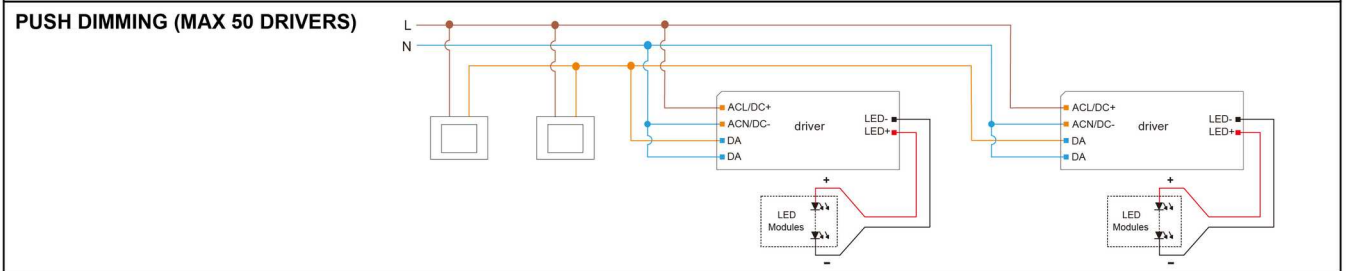 PUSH DIMMING (MAX 50 DRIVERS)
L
N
ACL/DC+
ACN/DC-
DA
DA
driver
LED-
LED+
+
LED
Modules
-
ACL/DC+
ACN/DC-
DA
DA
driver
LED-
LED+
+
LED
Modules
-